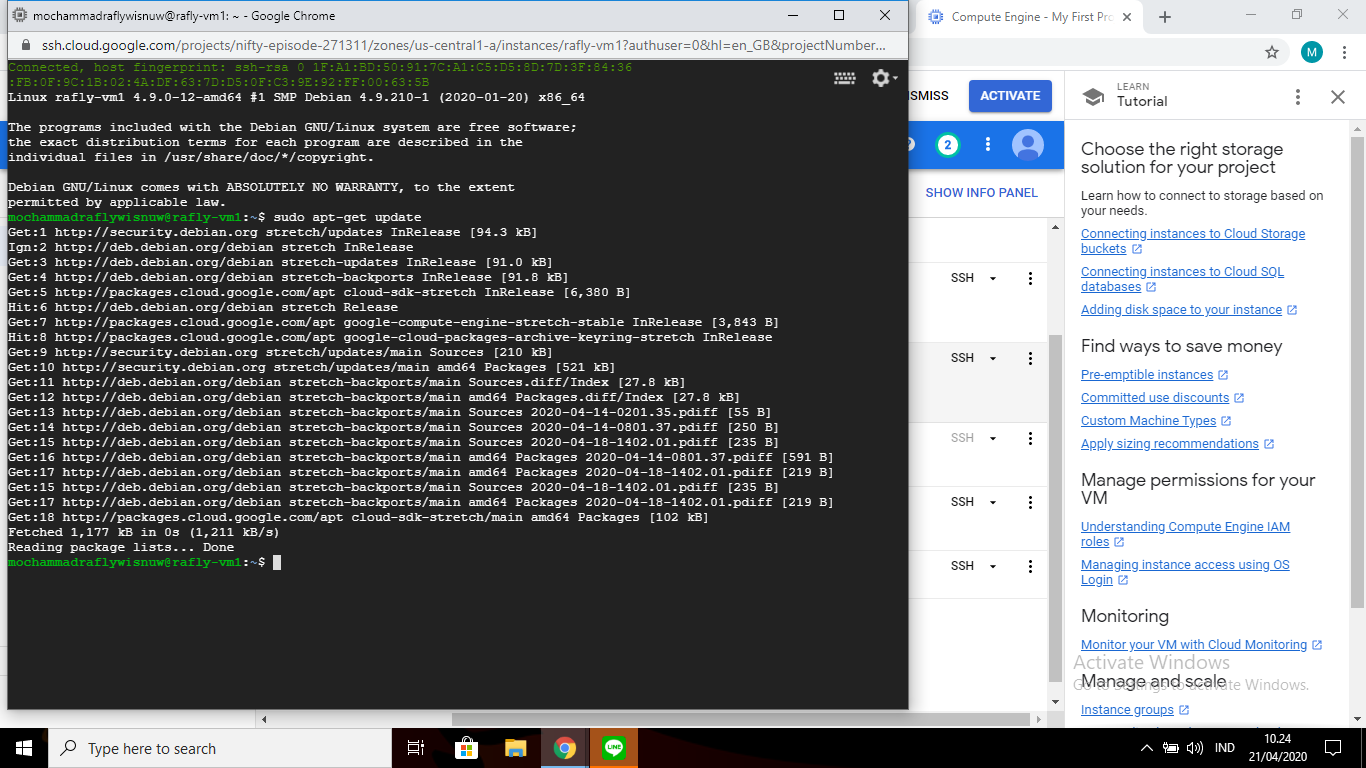 mochammadraflywisnuw@rafly-vm1: ~ - Google Chrome
ssh.cloud.google.com/projects/nifty-episode-271311/zones/us-central1-a/instances/rafly-vm1?authuser=0&hl=en_GB&projectNumber...
Connected, host fingerprint: ssh-rsa 0 1F:A1:BD:50:91:7C:A1:C5:D5:8D:7D:3F:84:36
:FB:0F:9C:1B:02:4A:DF:63:7D:D5:0F:C3:9E:92:FF:00:63:5B
Linux rafly-vm1 4.9.0-12-amd64 #1 SMP Debian 4.9.210-1 (2020-01-20) x86_64
The programs included with the Debian GNU/Linux system are free software;
the exact distribution terms for each program are described in the
individual files in /usr/share/doc/*/copyright.
Debian GNU/Linux comes with ABSOLUTELY NO WARRANTY, to the extent
permitted by applicable law.
mochammadraflywisnuw@rafly-vm1:~$ sudo apt-get update
Get:1 http://security.debian.org stretch/updates InRelease [94.3 kB]
Ign:2 http://deb.debian.org/debian stretch InRelease
Get:3 http://deb.debian.org/debian stretch-updates InRelease [91.0 kB]
Get:4 http://deb.debian.org/debian stretch-backports InRelease [91.8 kB]
Get:5 http://packages.cloud.google.com/apt cloud-sdk-stretch InRelease [6,380 B]
Hit:6 http://deb.debian.org/debian stretch Release
Get:7 http://packages.cloud.google.com/apt google-compute-engine-stretch-stable InRelease [3,843 B]
Hit:8 http://packages.cloud.google.com/apt google-cloud-packages-archive-keyring-stretch InRelease
Get:9 http://security.debian.org stretch/updates/main Sources [210 kB]
Get:10 http://security.debian.org stretch/updates/main amd64 Packages [521 kB]
Get:11 http://deb.debian.org/debian stretch-backports/main Sources.diff/Index [27.8 kB]
Get:12 http://deb.debian.org/debian stretch-backports/main amd64 Packages.diff/Index [27.8 kB]
Get:13 http://deb.debian.org/debian stretch-backports/main Sources 2020-04-14-0201.35.pdiff [55 B]
Get:14 http://deb.debian.org/debian stretch-backports/main Sources 2020-04-14-0801.37.pdiff [250 B]
Get:15 http://deb.debian.org/debian stretch-backports/main Sources 2020-04-18-1402.01.pdiff [235 B]
Get:16 http://deb.debian.org/debian stretch-backports/main amd64 Packages 2020-04-14-0801.37.pdiff [591 B]
Get:17 http://deb.debian.org/debian stretch-backports/main amd64 Packages 2020-04-18-1402.01.pdiff [219 B]
Get:15 http://deb.debian.org/debian stretch-backports/main Sources 2020-04-18-1402.01.pdiff [235 B]
Get:17 http://deb.debian.org/debian stretch-backports/main amd64 Packages 2020-04-18-1402.01.pdiff [219 B]
Get:18 http://packages.cloud.google.com/apt cloud-sdk-stretch/main amd64 Packages [102 kB]
Fetched 1,177 kB in 0s (1,211 kB/s)
Reading package lists... Done
mochammadraflywisnuw@rafly-vm1:~$
Compute Engine - My First Pro
M
SMISS
ACTIVATE
2
SHOW INFO PANEL
SSH
SSH
SSH
SSH
SSH
LEARN
Tutorial
Choose the right storage
solution for your project
Learn how to connect to storage based on
your needs.
Connecting instances to Cloud Storage
buckets
Connecting instances to Cloud SQL
databases
Adding disk space to your instance
Find ways to save money
Pre-emptible instances
Committed use discounts
Custom Machine Types
Apply sizing recommendations
Manage permissions for your
VM
Understanding Compute Engine IAM
roles
Managing instance access using OS
Login
Monitoring
Monitor your VM with Cloud Monitoring
Activate Windows
Go to Settings to activate Windows.
Manage and scale
Instance groups
Type here to search
LINE
IND
10.24
21/04/2020